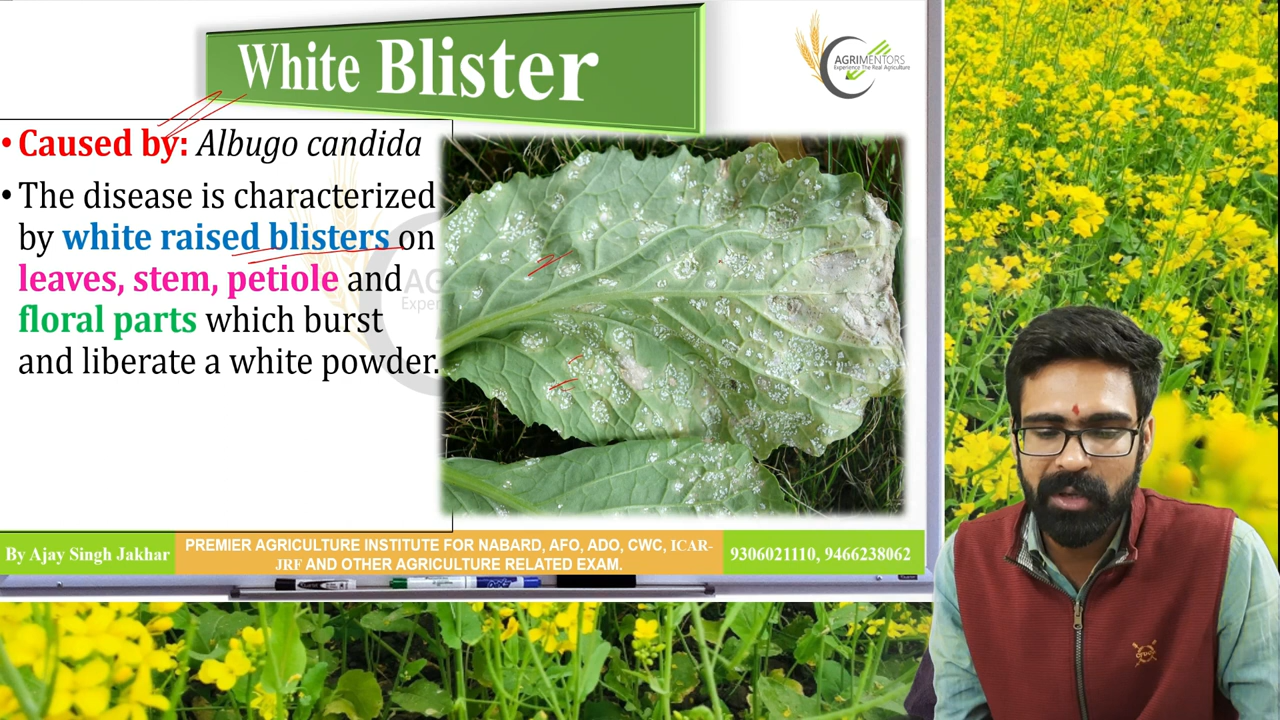 White Blister
AGRIMENTORS
Experience The Real Agriculture
• Caused by: Albugo candida
• The disease is characterized
by white raised blisters on
leaves, stem, petiole and
floral parts which burst
and liberate a white powder.
By Ajay Singh Jakhar
PREMIER AGRICULTURE INSTITUTE FOR NABARD, AFO, ADO, CWC, ICAR-
JRF AND OTHER AGRICULTURE RELATED EXAM.
9306021110, 9466238062